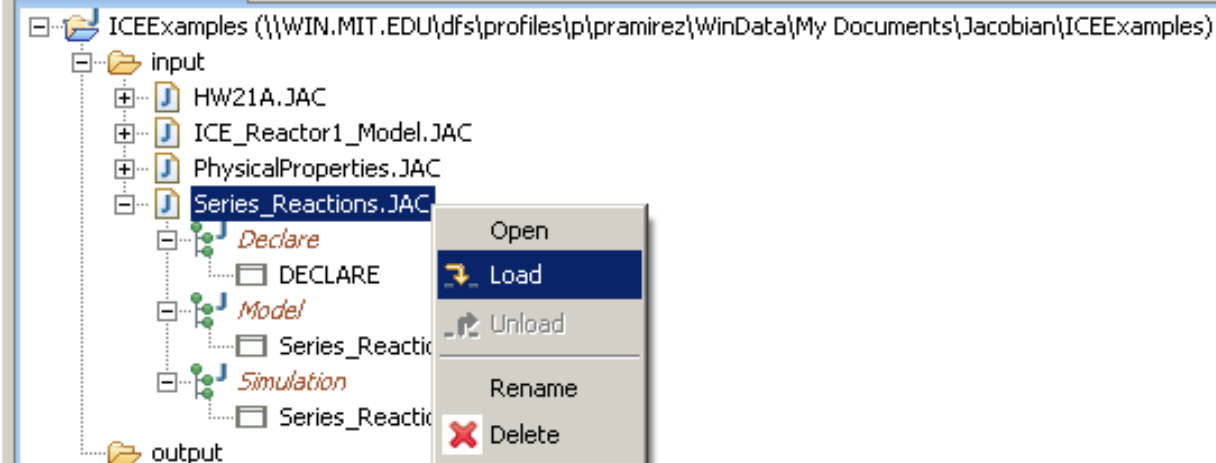 ICEExamples (\\WIN.MIT.EDU\dfs\profiles\p\pramirez\WinData\My Documents\Jacobian\ICEExamples)
input
HW21A.JAC
ICE_Reactor1_Model.JAC
PhysicalProperties.JAC
Series_Reactions.JAC
Open
Declare
DECLARE
Load
Model
Unload
Series_Reactio
Simulation
Rename
Series_Reactio
Delete
output